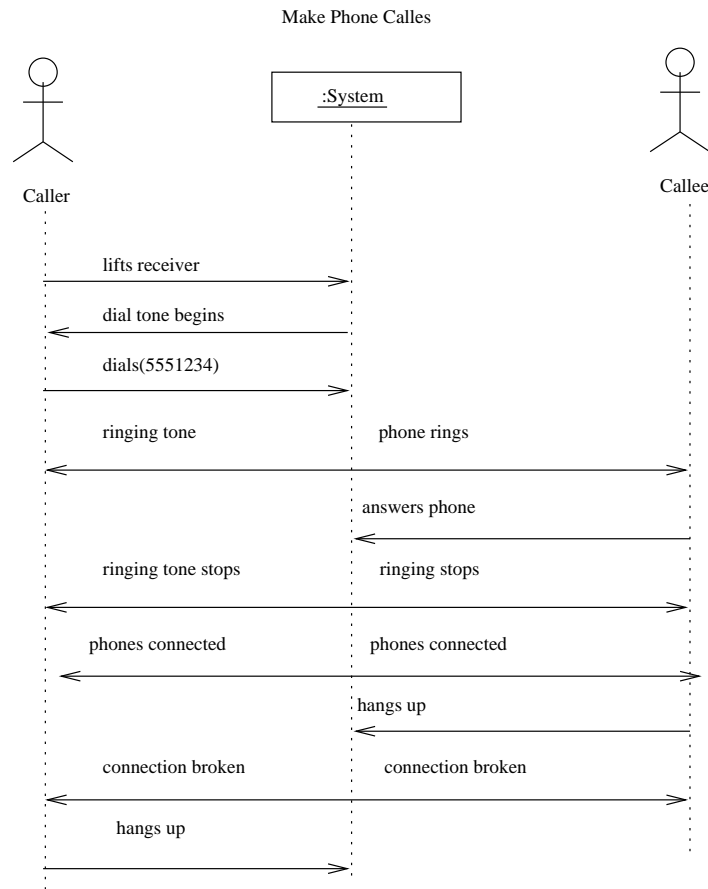 Make Phone Calles
:System
Caller
Callee
lifts receiver
dial tone begins
dials(5551234)
ringing tone
phone rings
answers phone
ringing tone stops
ringing stops
phones connected
phones connected
hangs up
connection broken
connection broken
hangs up